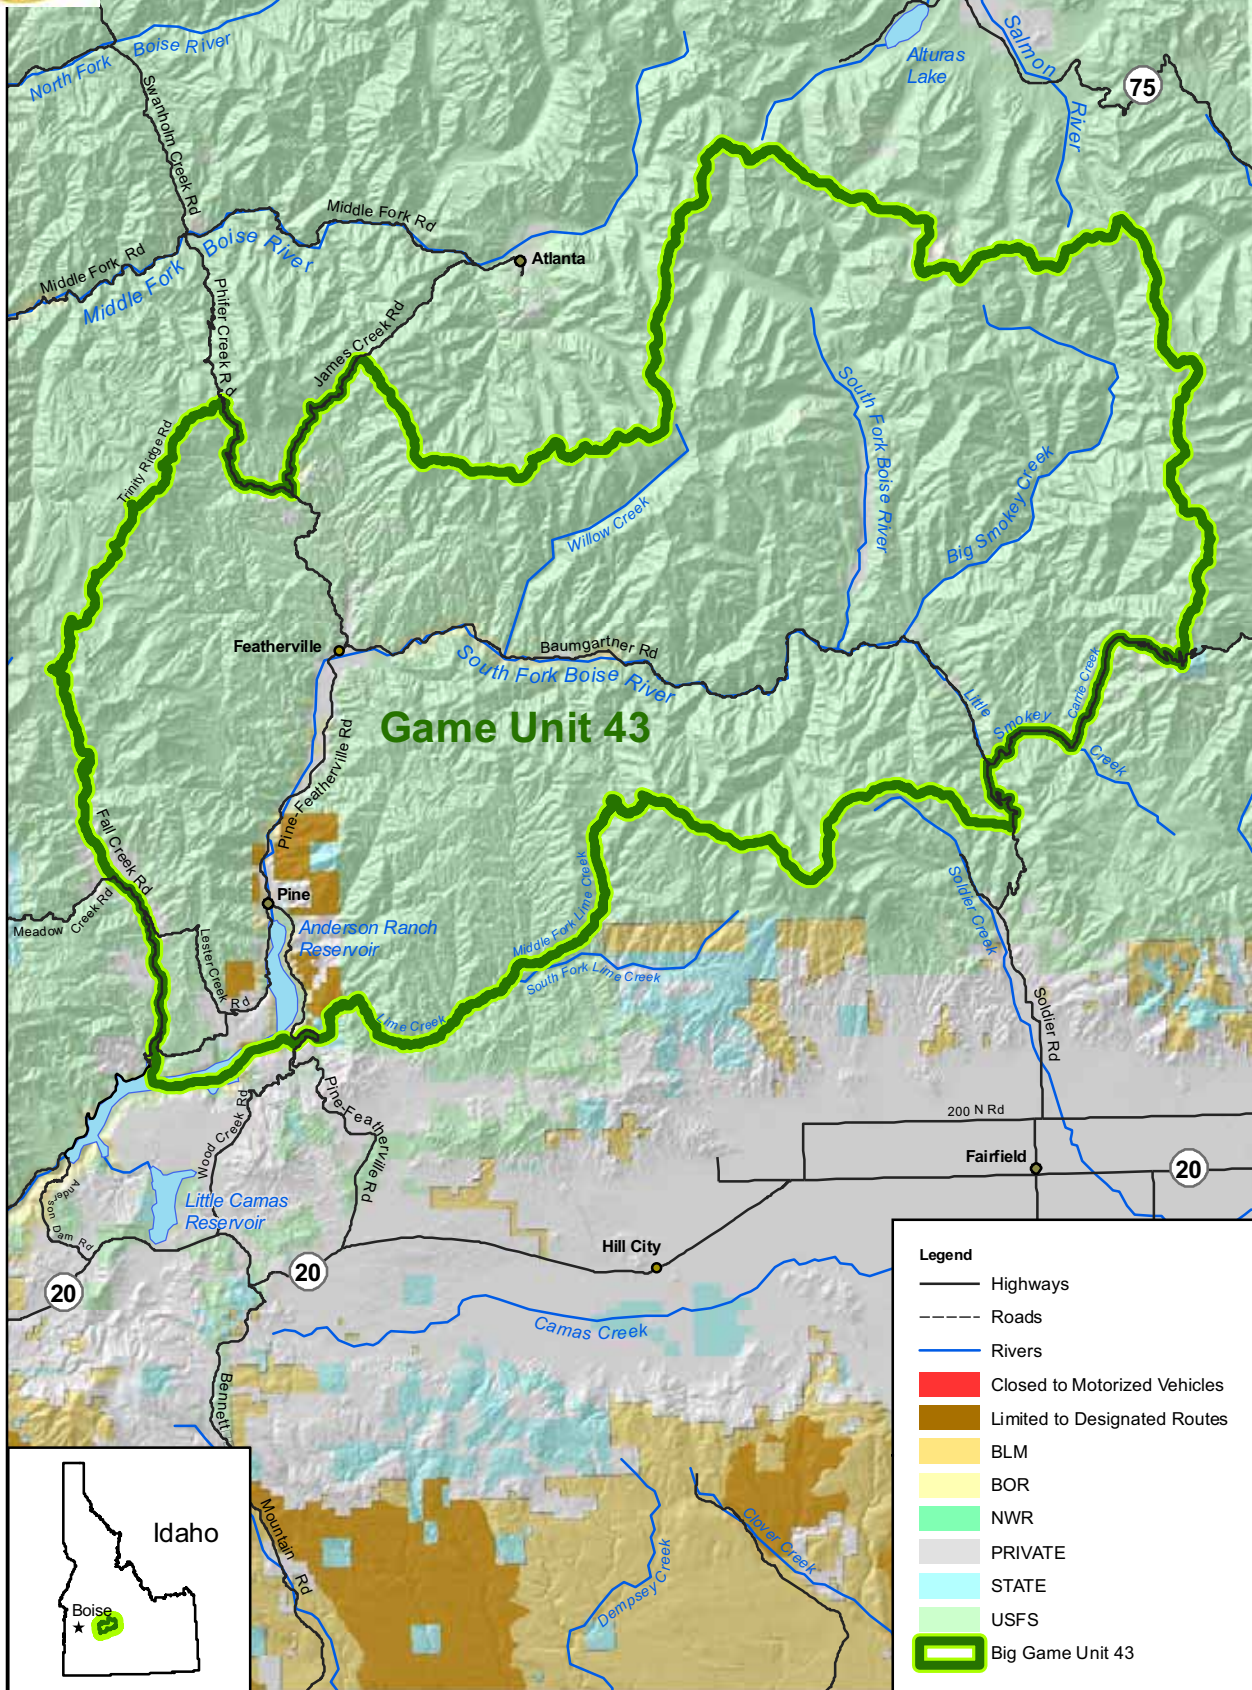 North Fork
Boise River
Swanholm Creek Rd
Alturas
Lake
Salmon
River
75
Middle Fork Rd
Middle Fork Rd
Boise River
Middle Fork
Atlanta
Phifer Creek Rd
James Creek Rd
Trinity Ridge Rd
South Fork Boise River
Big Smokey Creek
Willow Creek
Featherville
Baumgartner Rd
South Fork Boise River
Game Unit 43
Little
Smokey
Creek
Carrie Creek
Pine-Featherville Rd
Fall Creek Rd
Meadow
Creek Rd
Pine
Anderson Ranch
Reservoir
Lester Creek
Rd
Middle Fork Lime Creek
South Fork Lime Creek
Lime Creek
Soldier Creek
Soldier Rd
200 N Rd
Fairfield
20
Pine-Featherville Rd
Wood Creek Rd
Little Camas
Reservoir
Anderson Dam Rd
20
20
Hill City
Camas Creek
Bennett
Mountain
Rd
Dempsey Creek
Clover Creek
Idaho
Boise
Legend
Highways
Roads
Rivers
Closed to Motorized Vehicles
Limited to Designated Routes
BLM
BOR
NWR
PRIVATE
STATE
USFS
Big Game Unit 43